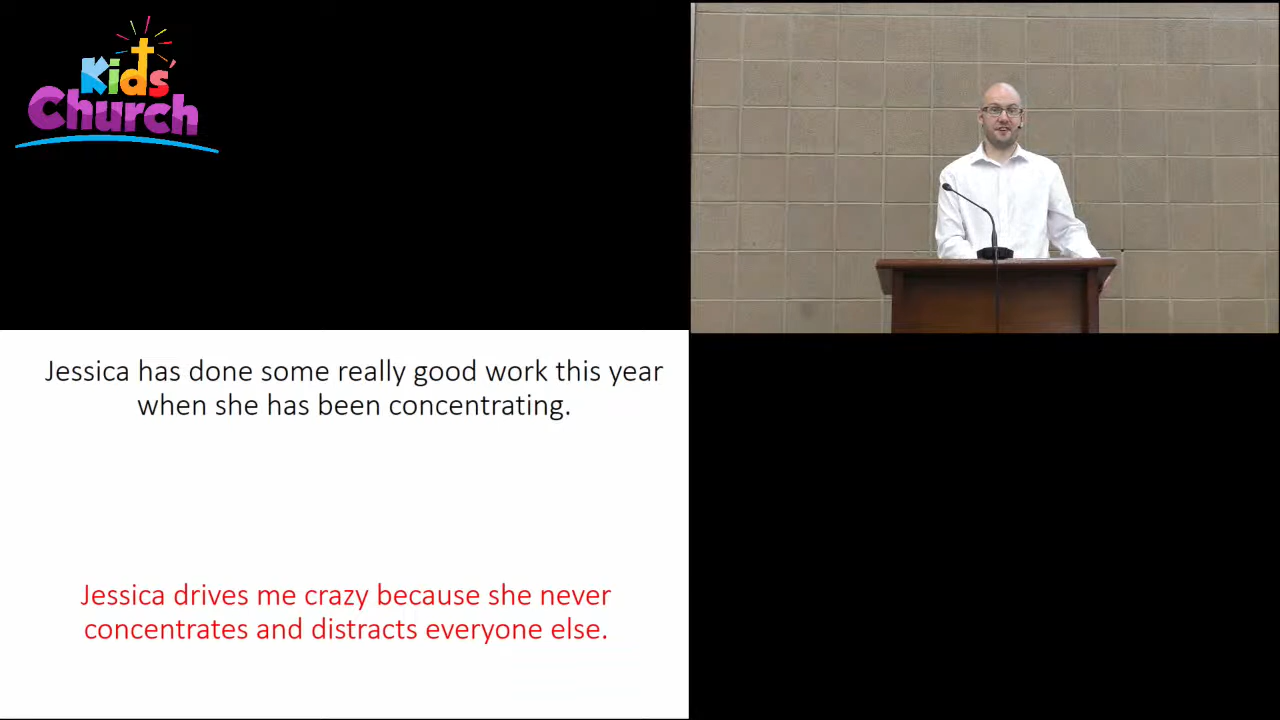 Kids'
Church
Jessica has done some really good work this year
when she has been concentrating.
Jessica drives me crazy because she never
concentrates and distracts everyone else.